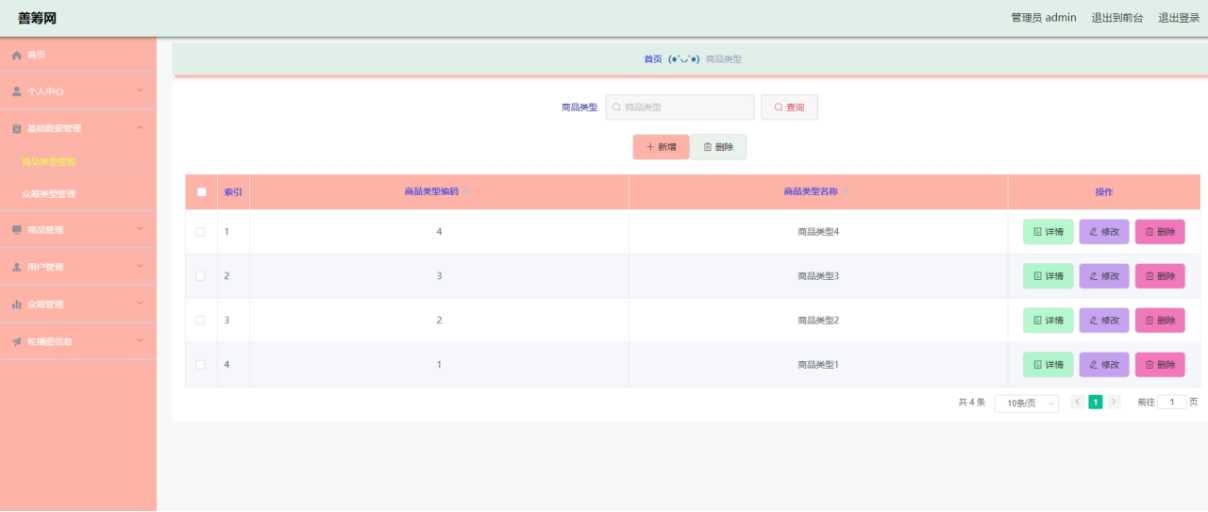 善筹网
管理员 admin 退出到前台 退出登录
首页
个人中心
基础数据管理
商品类型管理
众筹类型管理
商品管理
用户管理
众筹管理
轮播图信息
首页 (●'◡'●) 商品类型
商品类型 商品类型 查询
新增 删除
索引 商品类型编码 商品类型名称 操作
1 4 商品类型4 详情 修改 删除
2 3 商品类型3 详情 修改 删除
3 2 商品类型2 详情 修改 删除
4 1 商品类型1 详情 修改 删除
共 4 条 10条/页 1 前往 1 页